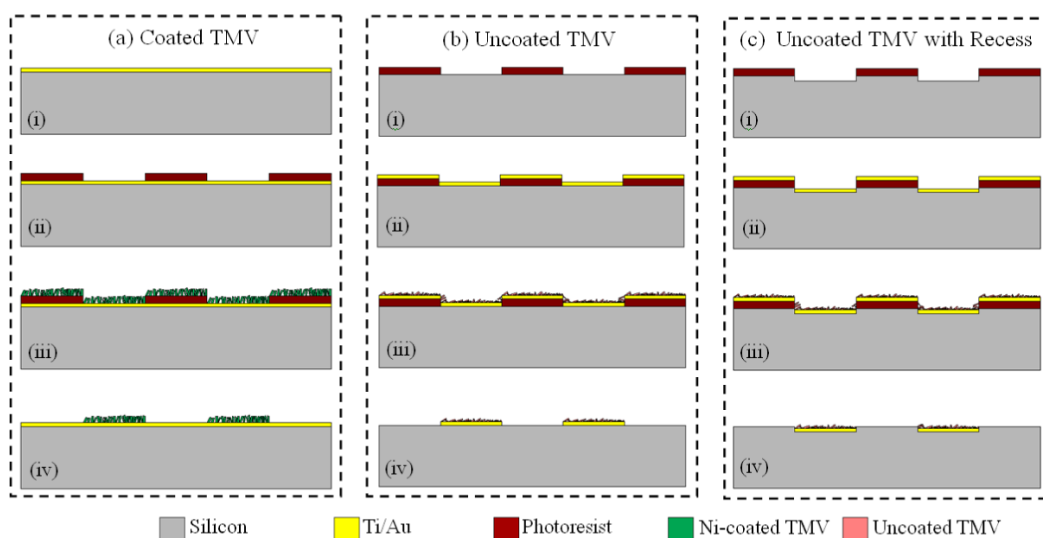 (a) Coated TMV
(i)
(ii)
(iii)
(iv)
(b) Uncoated TMV
(i)
(ii)
(iii)
(iv)
(c) Uncoated TMV with Recess
(i)
(ii)
(iii)
(iv)
Silicon Ti/Au Photoresist Ni-coated TMV Uncoated TMV